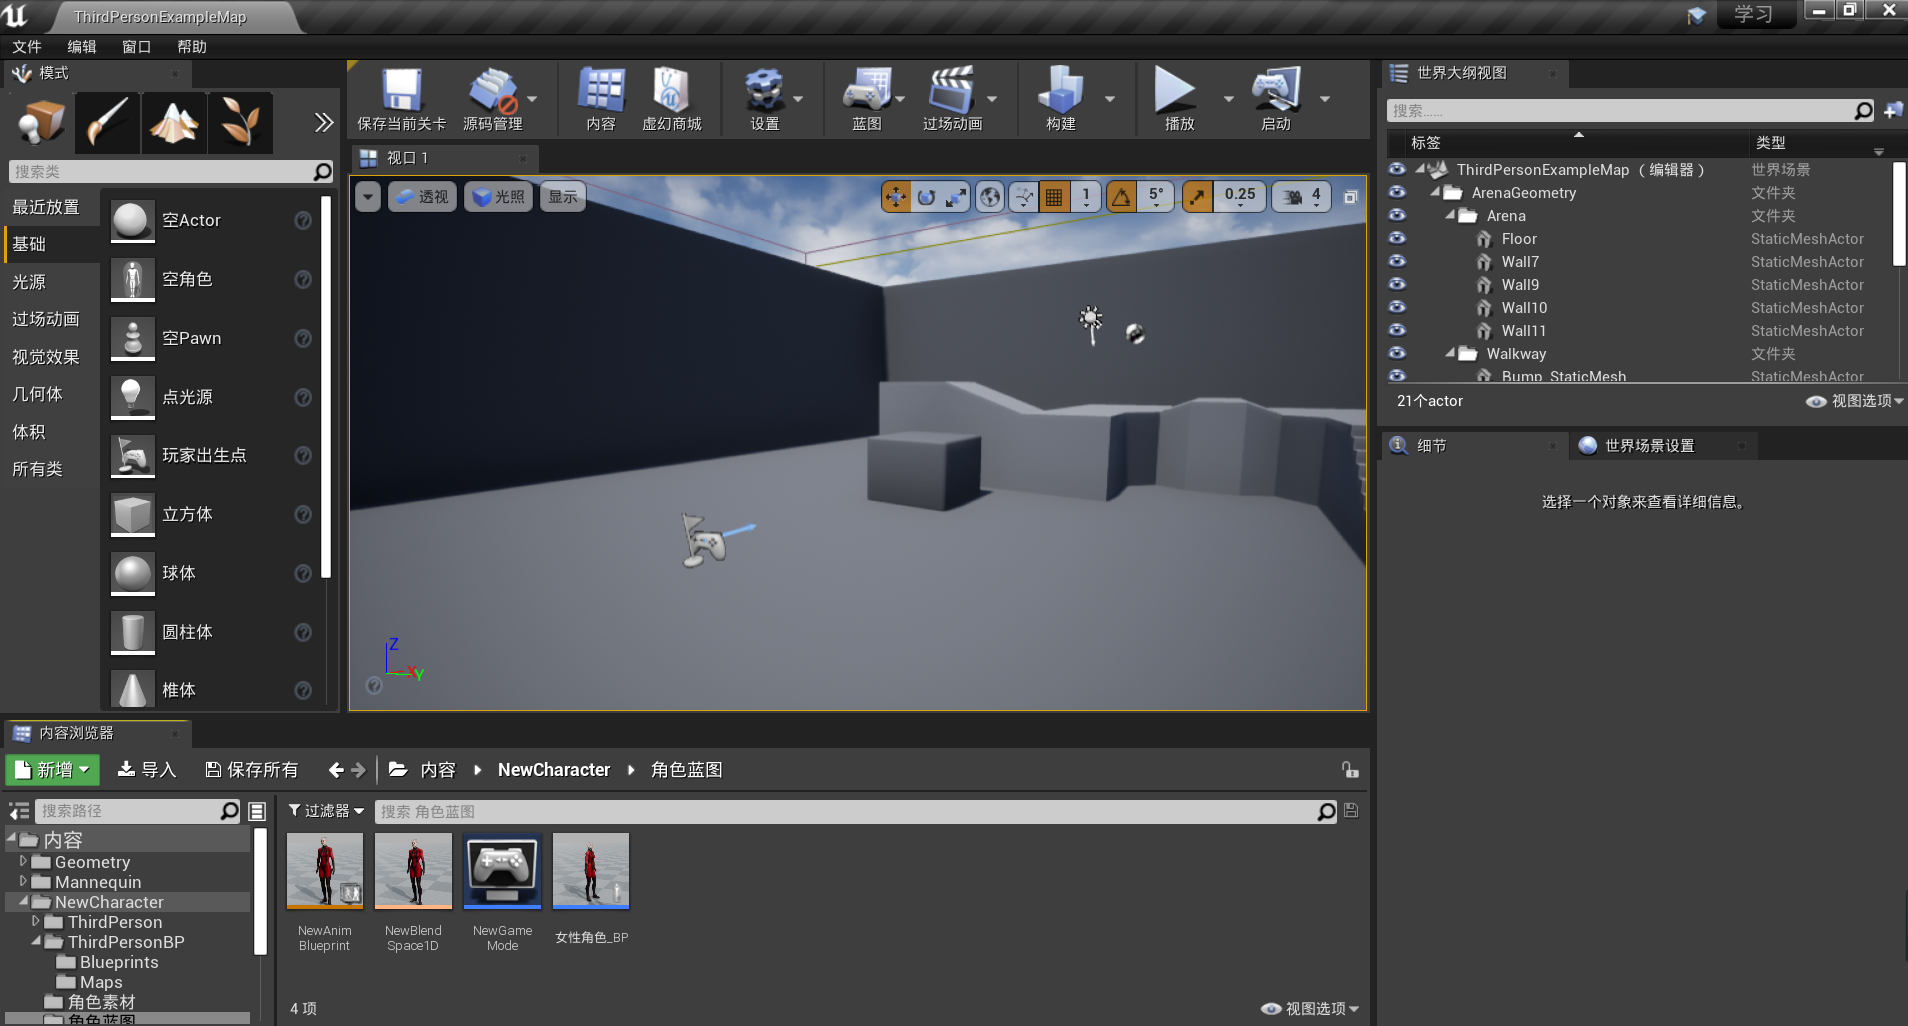 ThirdPersonExampleMap
学习
文件 编辑 窗口 帮助
模式
搜索类
最近放置
基础
光源
过场动画
视觉效果
几何体
体积
所有类
空Actor
空角色
空Pawn
点光源
玩家出生点
立方体
球体
圆柱体
椎体
保存当前关卡 源码管理 内容 虚幻商城 设置 蓝图 过场动画 构建 播放 启动
视口 1
透视 光照 显示 1 5° 0.25 4
Z
X
Y
世界大纲视图
搜索......
标签 类型
ThirdPersonExampleMap （编辑器） 世界场景
ArenaGeometry 文件夹
Arena 文件夹
Floor StaticMeshActor
Wall7 StaticMeshActor
Wall9 StaticMeshActor
Wall10 StaticMeshActor
Wall11 StaticMeshActor
Walkway 文件夹
Bump_StaticMesh StaticMeshActor
21个actor 视图选项
细节 世界场景设置
选择一个对象来查看详细信息。
内容浏览器
新增 导入 保存所有 内容 NewCharacter 角色蓝图
搜索路径
内容
Geometry
Mannequin
NewCharacter
ThirdPerson
ThirdPersonBP
Blueprints
Maps
角色素材
角色蓝图
过滤器 搜索 角色蓝图
NewAnim
Blueprint
NewBlend
Space1D
NewGame
Mode
女性角色_BP
4 项 视图选项